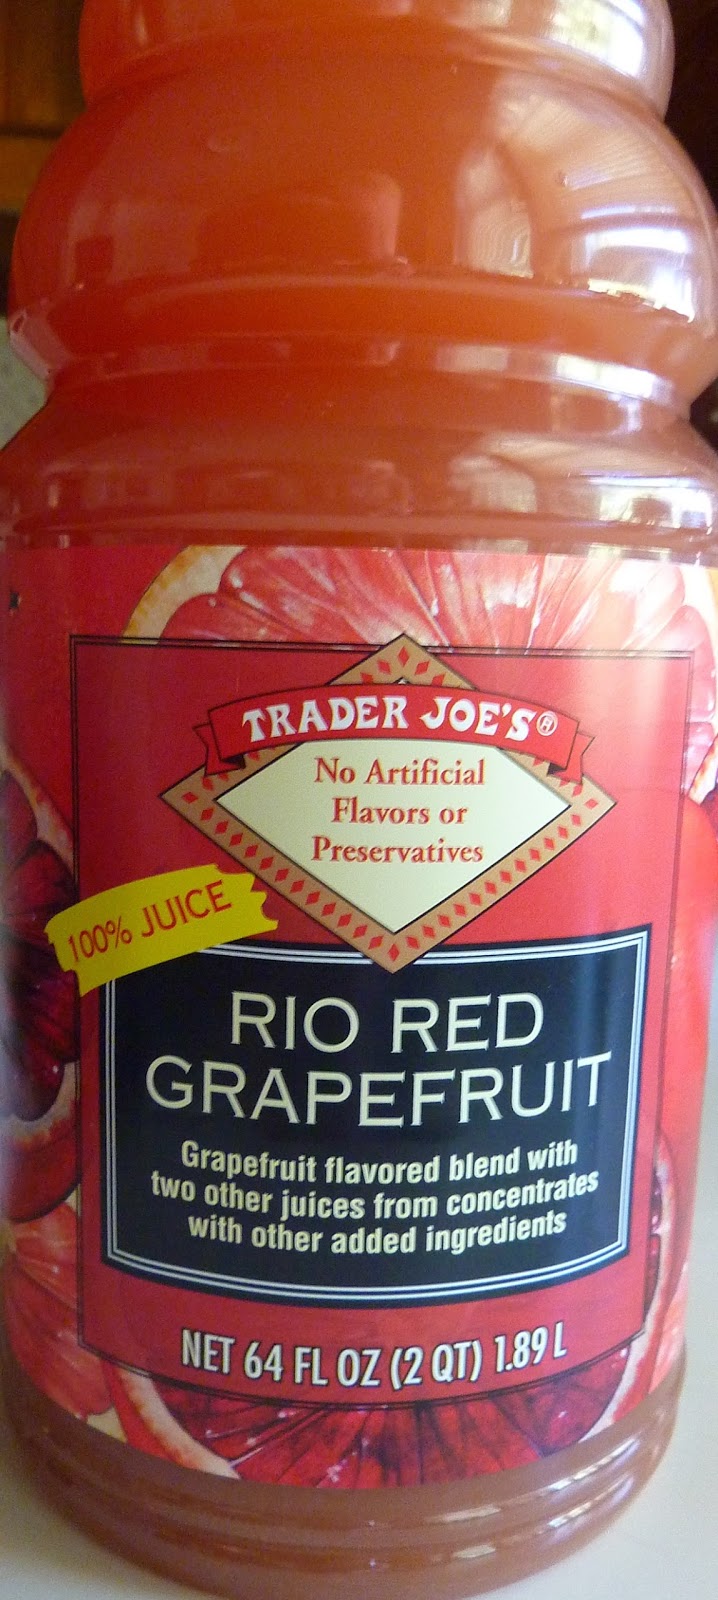 TRADER JOE'S®
No Artificial
Flavors or
Preservatives
100% JUICE
RIO RED
GRAPEFRUIT
Grapefruit flavored blend with
two other juices from concentrates
with other added ingredients
NET 64 FL OZ (2 QT) 1.89 L